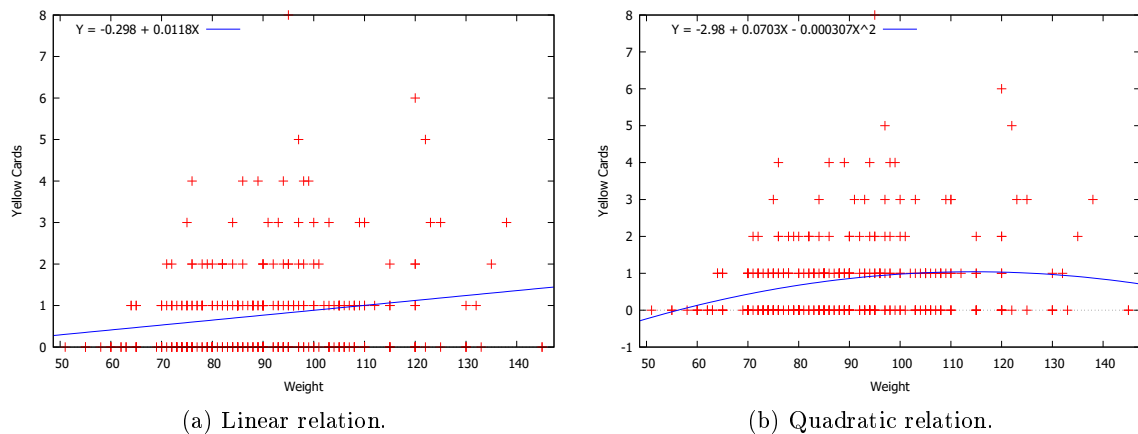 Y = -0.298 + 0.0118X
8
7
6
5
4
3
2
1
0
Yellow Cards
50 60 70 80 90 100 110 120 130 140
Weight
(a) Linear relation.
Y = -2.98 + 0.0703X - 0.000307X^2
8
7
6
5
4
3
2
1
0
-1
Yellow Cards
50 60 70 80 90 100 110 120 130 140
Weight
(b) Quadratic relation.